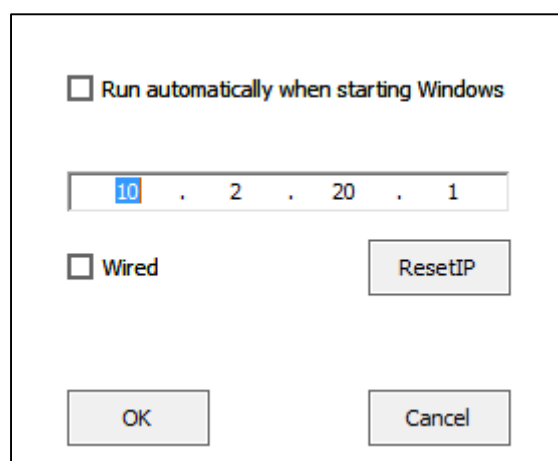 Run automatically when starting Windows
10 . 2 . 20 . 1
Wired ResetIP
OK Cancel